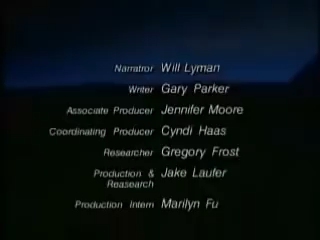 Narratror Will Lyman
Writer Gary Parker
Associate Producer Jennifer Moore
Coordinating Producer Cyndi Haas
Researcher Gregory Frost
Production & Jake Laufer
Reasearch
Production Intern Marilyn Fu